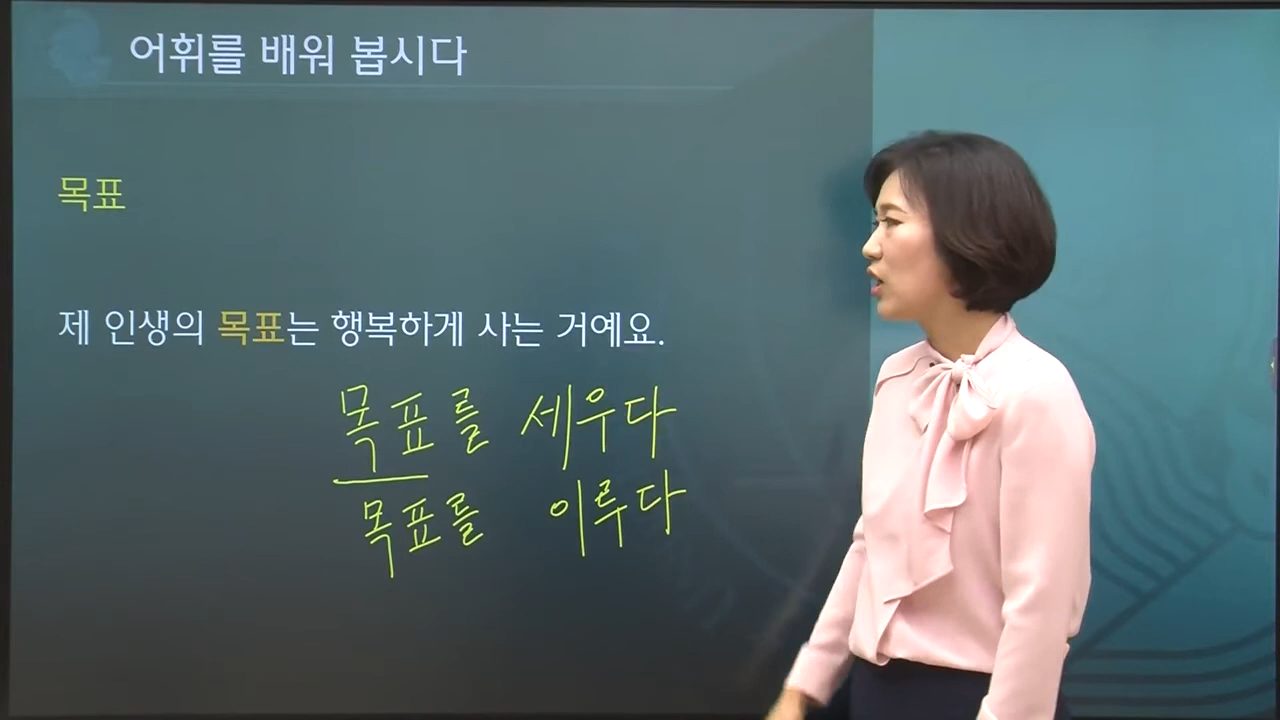 어휘를 배워 봅시다
목표
제 인생의 목표는 행복하게 사는 거예요.
목표를 세우다
목표를 이루다